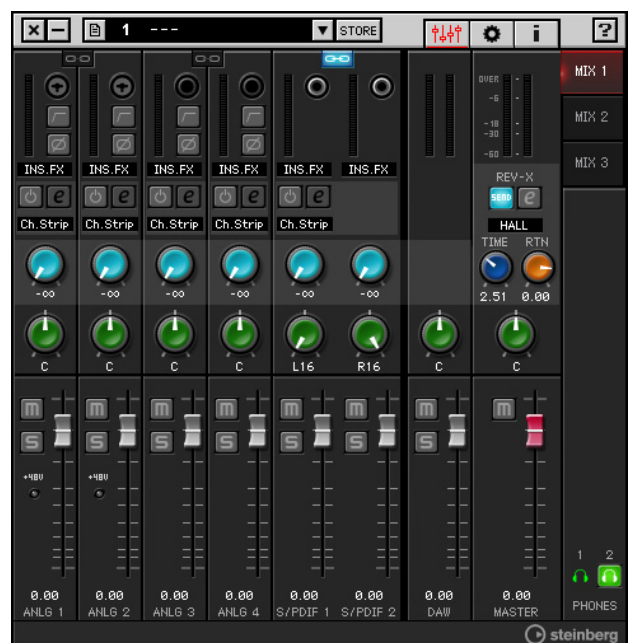 1 --- STORE i ?
MIX 1
OVER
-6
-18
-30
-60
MIX 2
MIX 3
INS.FX INS.FX INS.FX INS.FX INS.FX INS.FX
REV-X
e e e e e SEND e
Ch.Strip Ch.Strip Ch.Strip Ch.Strip Ch.Strip
HALL
TIME RTN
-∞ -∞ -∞ -∞ -∞ -∞ 2.51 0.00
C C C C L16 R16 C C
m m m m m m m m
S S S S S S S
+48V +48V
1 2
0.00 0.00 0.00 0.00 0.00 0.00 0.00 0.00
ANLG 1 ANLG 2 ANLG 3 ANLG 4 S/PDIF 1 S/PDIF 2 DAW MASTER PHONES
steinberg